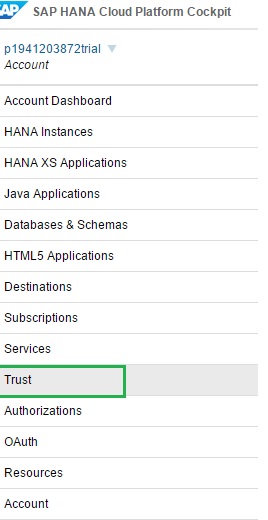 SAP SAP HANA Cloud Platform Cockpit
p1941203872trial
Account
Account Dashboard
HANA Instances
HANA XS Applications
Java Applications
Databases & Schemas
HTML5 Applications
Destinations
Subscriptions
Services
Trust
Authorizations
OAuth
Resources
Account